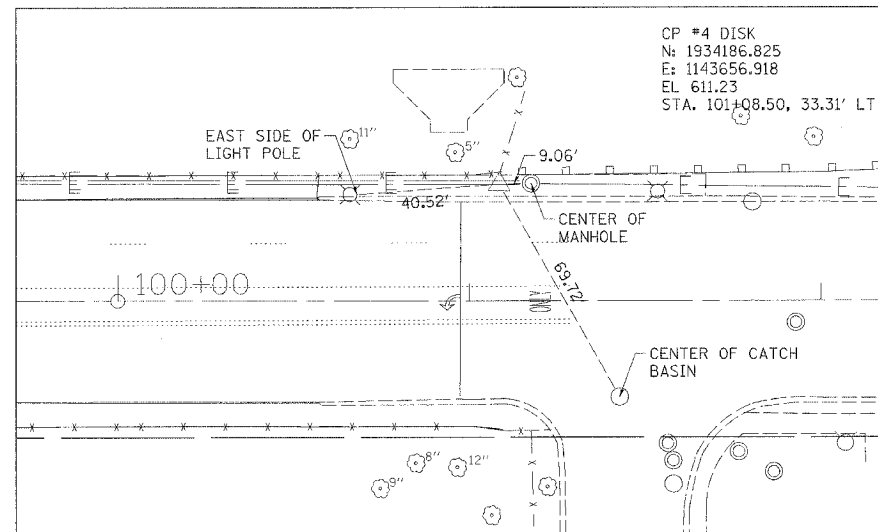 CP #4 DISK
N: 1934186.825
E: 1143656.918
EL 611.23
STA. 101+08.50, 33.31' LT
EAST SIDE OF
LIGHT POLE
11"
5"
9.06'
40.52'
CENTER OF
MANHOLE
E
E
E
E
E
100+00
69.72'
CENTER OF CATCH
BASIN
8"
12"
9"